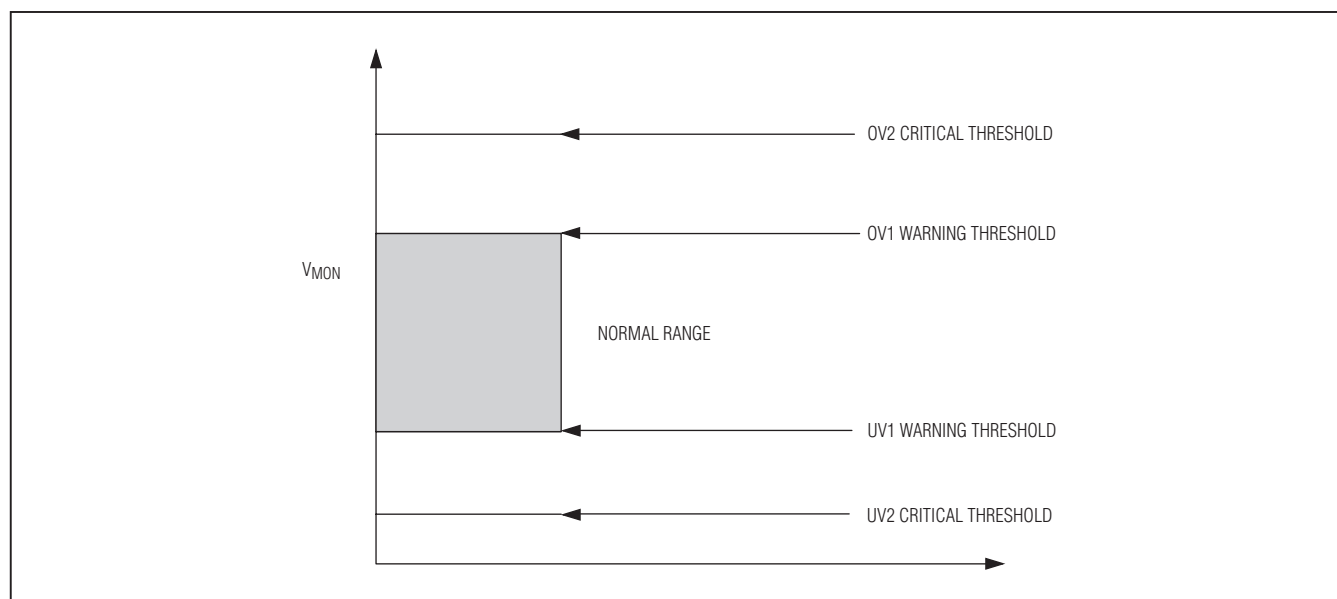 OV2 CRITICAL THRESHOLD
OV1 WARNING THRESHOLD
VMON
NORMAL RANGE
UV1 WARNING THRESHOLD
UV2 CRITICAL THRESHOLD